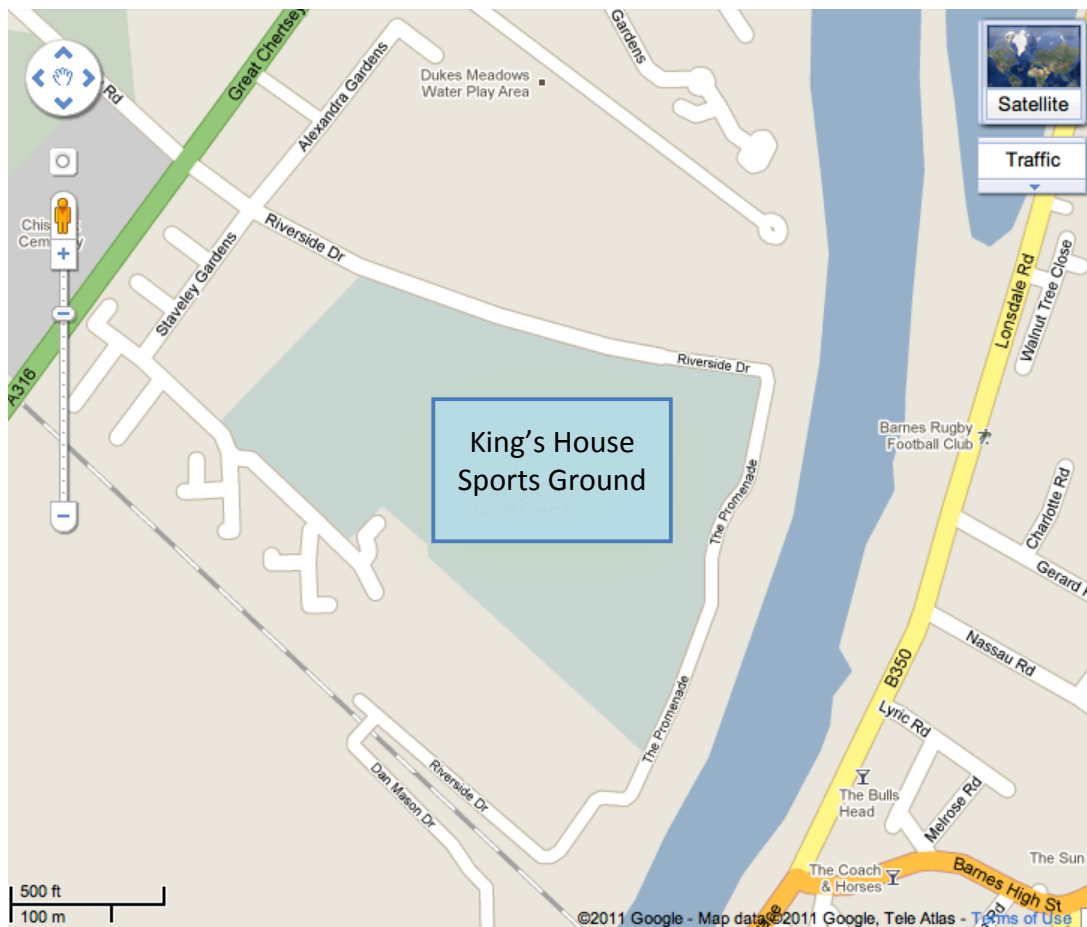 Great Chertsey
Gardens
Dukes Meadows
Water Play Area
Satellite
Traffic
Rd
Alexandra Gardens
Riverside Dr
Staveley Gardens
A316
Lonsdale Rd
Walnut Tree Close
Riverside Dr
King's House
Sports Ground
Sports Ground
Barnes Rugby
Football Club
The Promenade
Charlotte Rd
Gerard
Nassau Rd
B350
Lyric Rd
The Promenade
Riverside Dr
Dan Mason Dr
The Bulls
Head
Melrose Rd
The Sun
The Coach
& Horses
Barnes High St
Rd
500 ft
100 m
©2011 Google - Map data ©2011 Google, Tele Atlas - Terms of Use